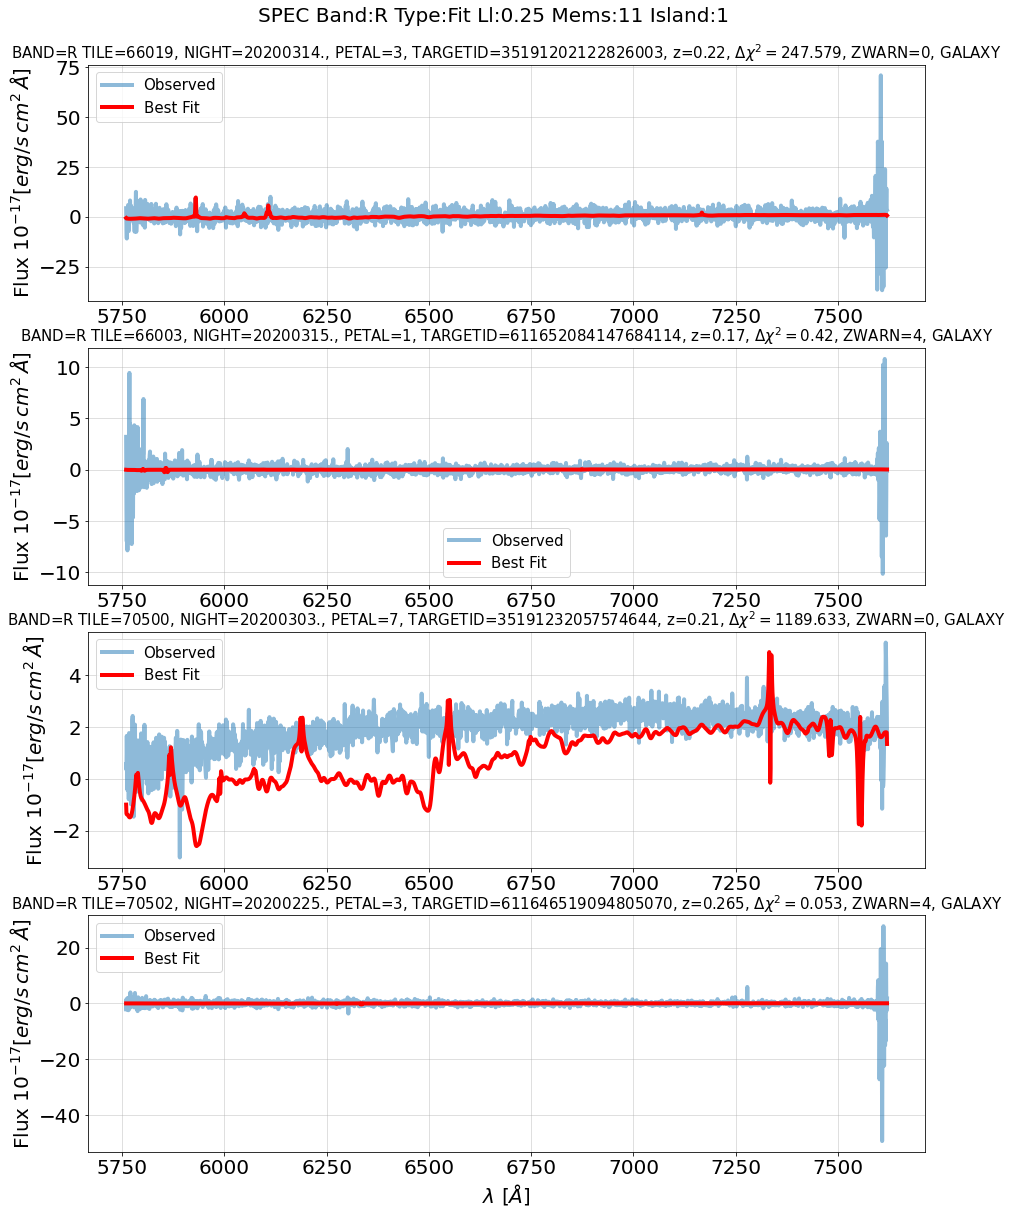 SPEC Band:R Type:Fit Ll:0.25 Mems:11 Island:1
BAND=R TILE=66019, NIGHT=20200314., PETAL=3, TARGETID=35191202122826003, z=0.22, Δχ² = 247.579, ZWARN=0, GALAXY
75
50
25
0
−25
Flux 10⁻¹⁷[erg/s cm² Å]
Observed
Best Fit
5750 6000 6250 6500 6750 7000 7250 7500
BAND=R TILE=66003, NIGHT=20200315., PETAL=1, TARGETID=611652084147684114, z=0.17, Δχ² = 0.42, ZWARN=4, GALAXY
10
5
0
−5
−10
Flux 10⁻¹⁷[erg/s cm² Å]
Observed
Best Fit
5750 6000 6250 6500 6750 7000 7250 7500
BAND=R TILE=70500, NIGHT=20200303., PETAL=7, TARGETID=35191232057574644, z=0.21, Δχ² = 1189.633, ZWARN=0, GALAXY
4
2
0
−2
Flux 10⁻¹⁷[erg/s cm² Å]
Observed
Best Fit
5750 6000 6250 6500 6750 7000 7250 7500
BAND=R TILE=70502, NIGHT=20200225., PETAL=3, TARGETID=611646519094805070, z=0.265, Δχ² = 0.053, ZWARN=4, GALAXY
20
0
−20
−40
Flux 10⁻¹⁷[erg/s cm² Å]
Observed
Best Fit
5750 6000 6250 6500 6750 7000 7250 7500
λ [Å]